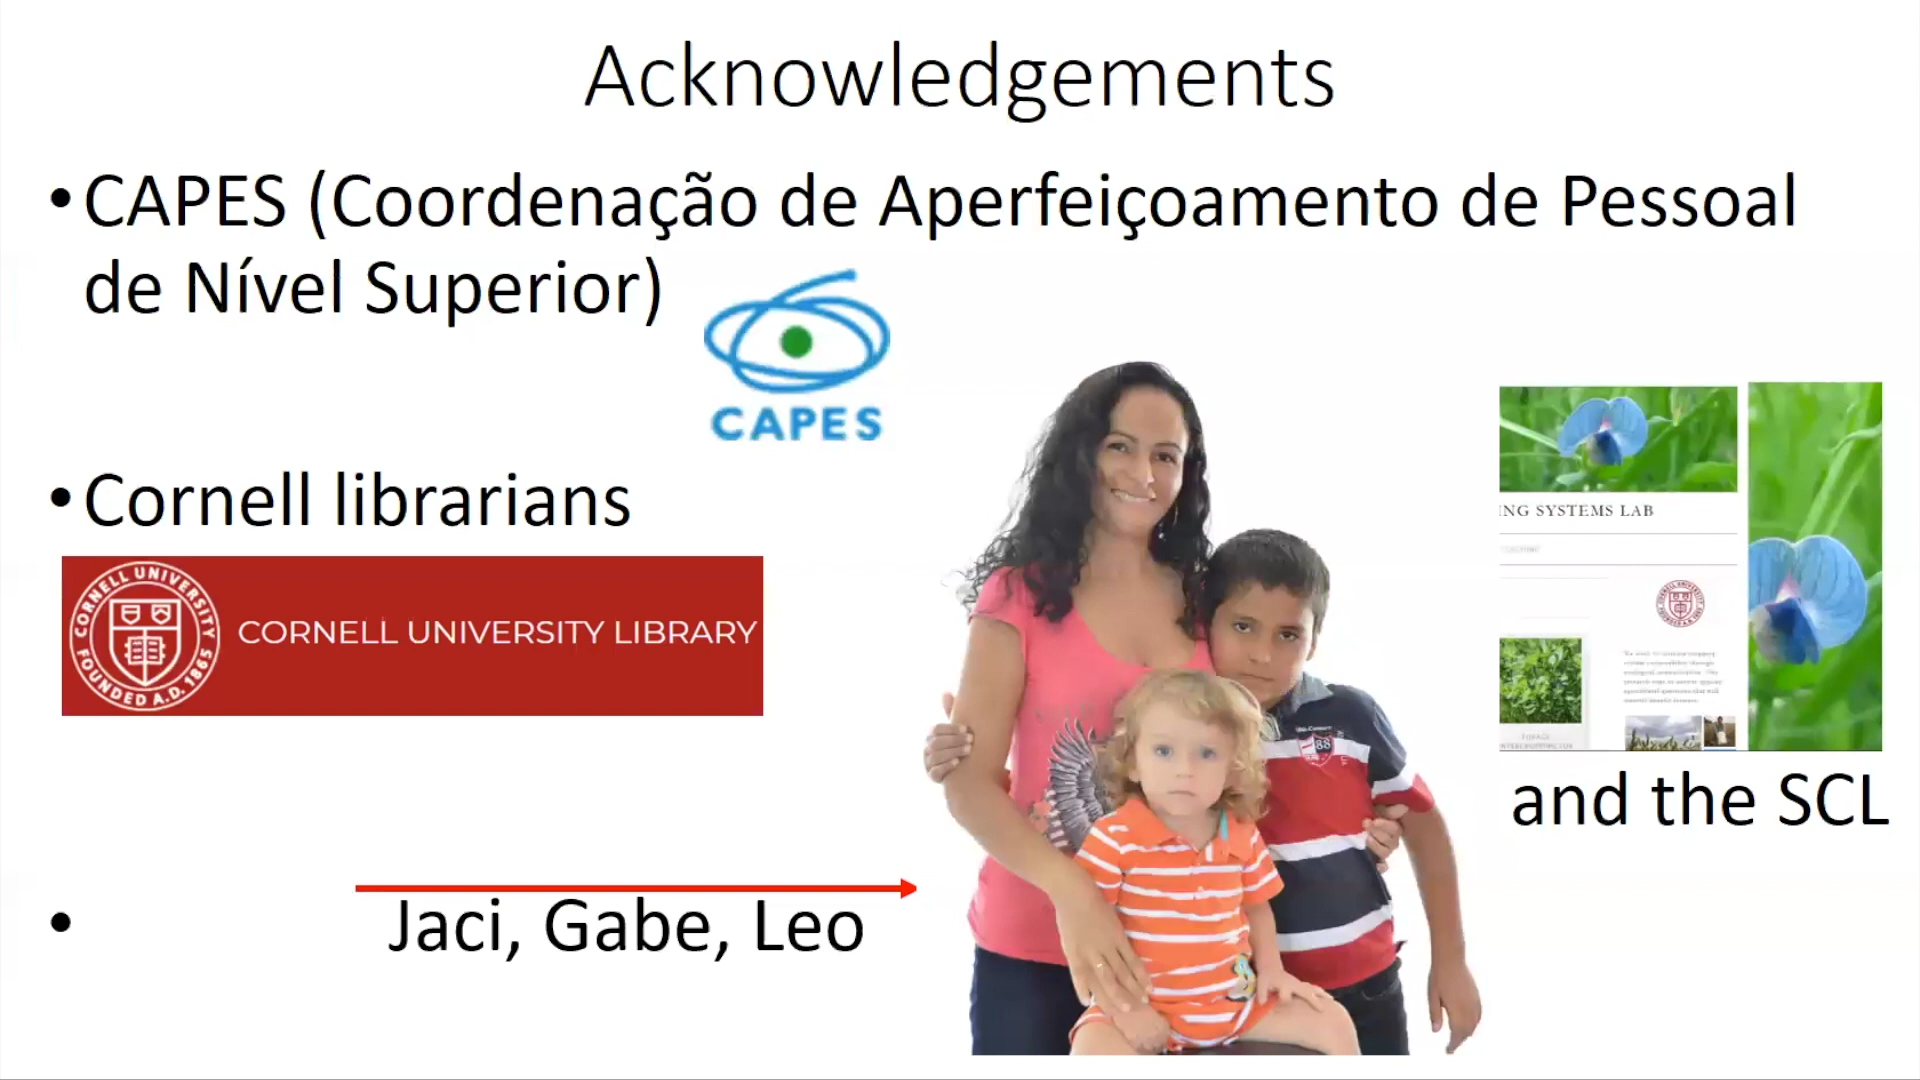 Acknowledgements
• CAPES (Coordenação de Aperfeiçoamento de Pessoal
de Nível Superior)
CAPES
• Cornell librarians
CORNELL UNIVERSITY
FOUNDED A.D. 1865
CORNELL UNIVERSITY LIBRARY
ING SYSTEMS LAB
88
and the SCL
• Jaci, Gabe, Leo